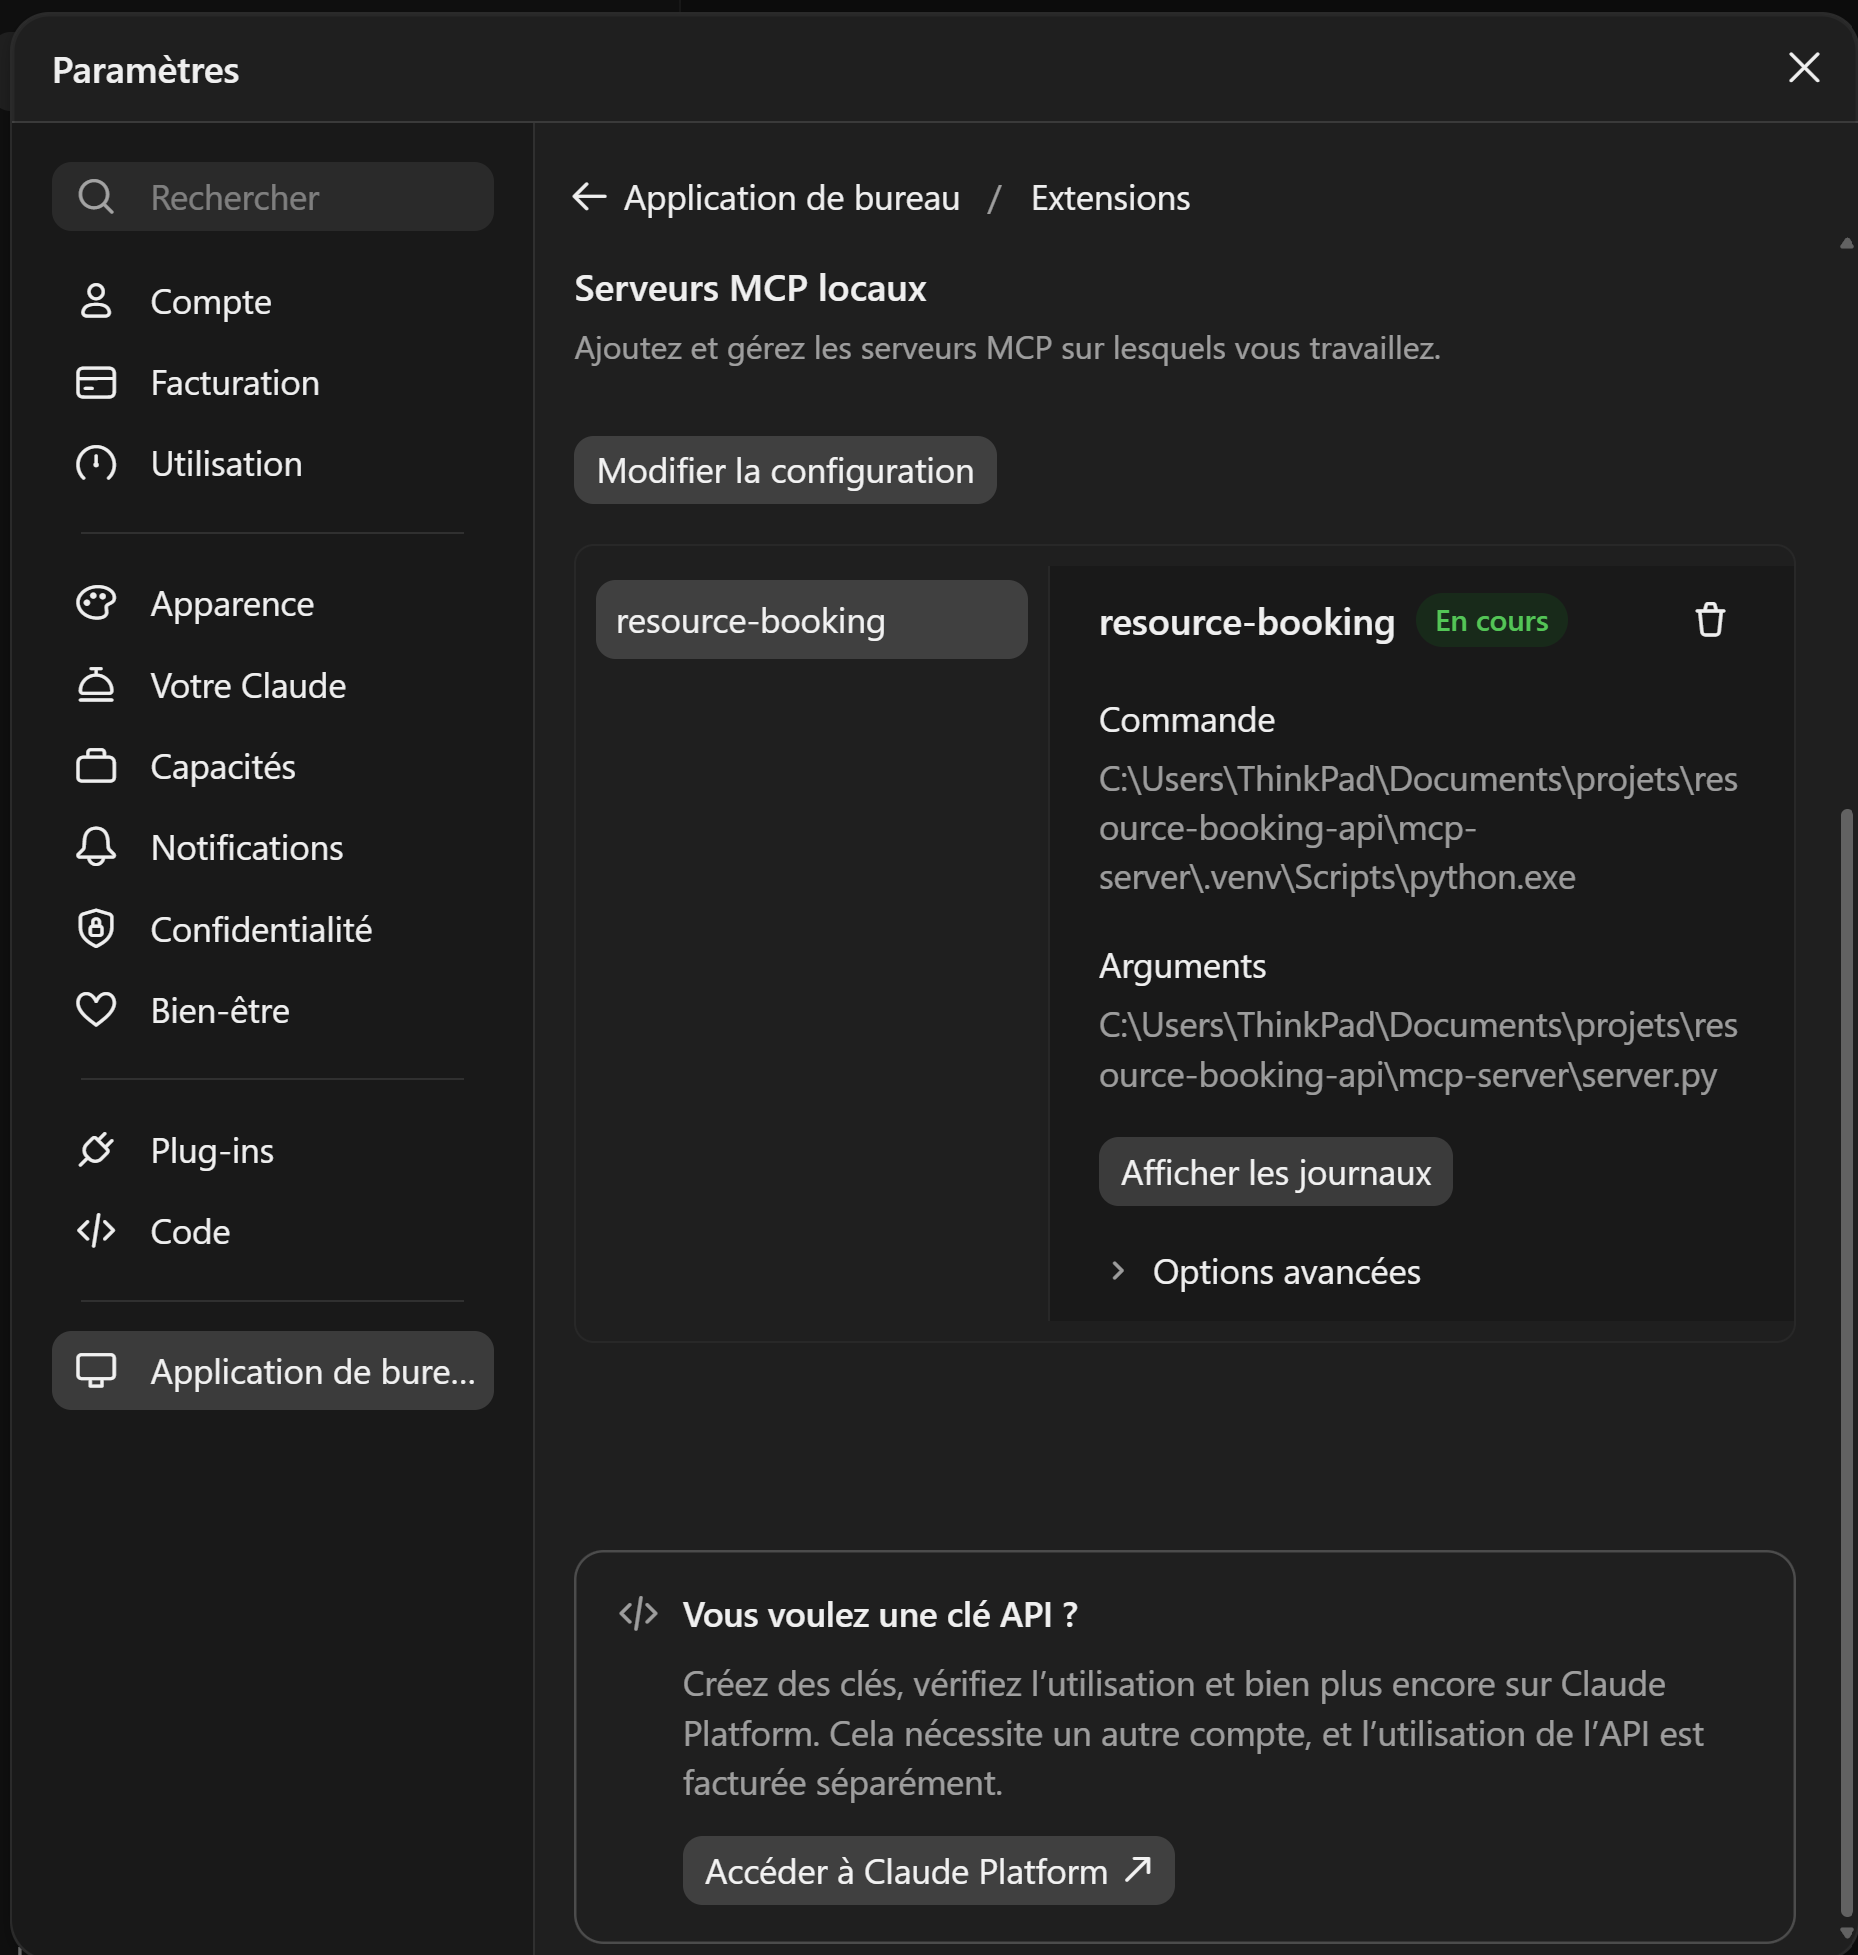 Paramètres
Rechercher
Compte
Facturation
Utilisation
Apparence
Votre Claude
Capacités
Notifications
Confidentialité
Bien-être
Plug-ins
Code
Application de bure...
Application de bureau / Extensions
Serveurs MCP locaux
Ajoutez et gérez les serveurs MCP sur lesquels vous travaillez.
Modifier la configuration
resource-booking
resource-booking En cours
Commande
C:\Users\ThinkPad\Documents\projets\res
ource-booking-api\mcp-
server\.venv\Scripts\python.exe
Arguments
C:\Users\ThinkPad\Documents\projets\res
ource-booking-api\mcp-server\server.py
Afficher les journaux
Options avancées
Vous voulez une clé API ?
Créez des clés, vérifiez l’utilisation et bien plus encore sur Claude
Platform. Cela nécessite un autre compte, et l’utilisation de l’API est
facturée séparément.
Accéder à Claude Platform